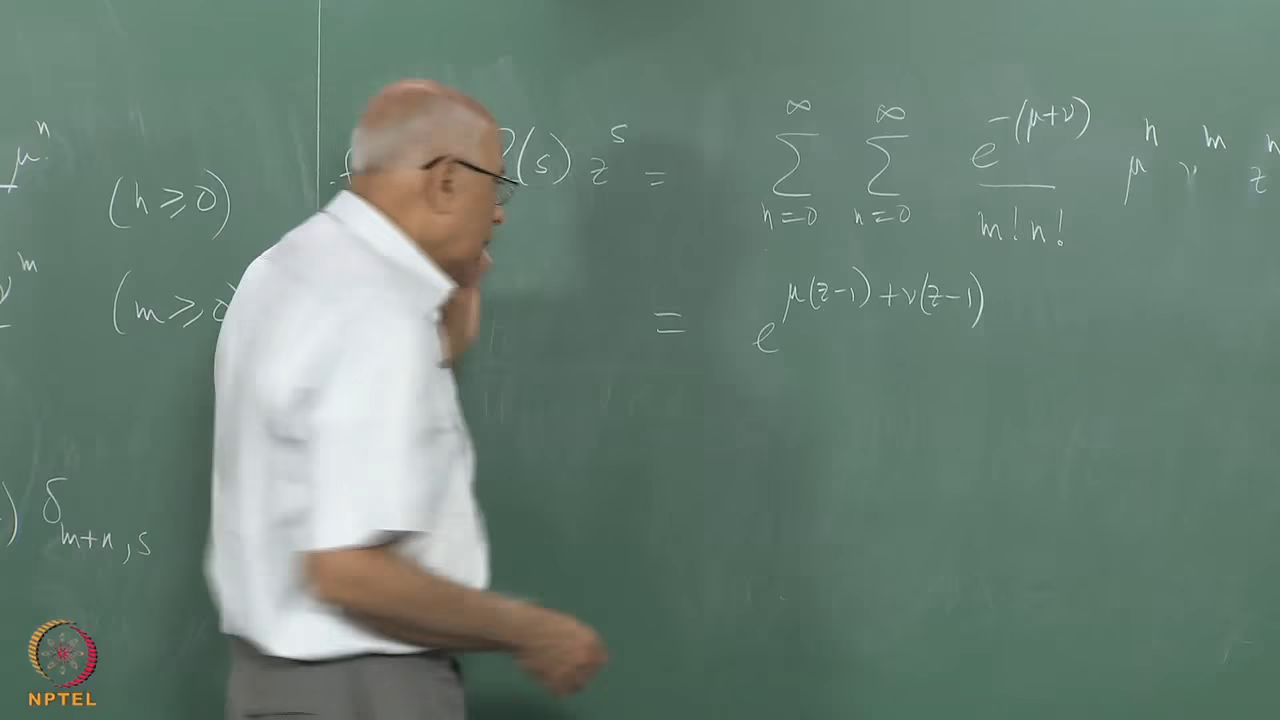 μ^n (n ≥ 0)
ν^m (m ≥ 0
) δ_{m+n, s}
P(s) z^s = ∑_{n=0}^{∞} ∑_{n=0}^{∞} e^{-(μ+ν)} / m! n! μ^n ν^m z^n
= e^{μ(z-1) + ν(z-1)}
NPTEL